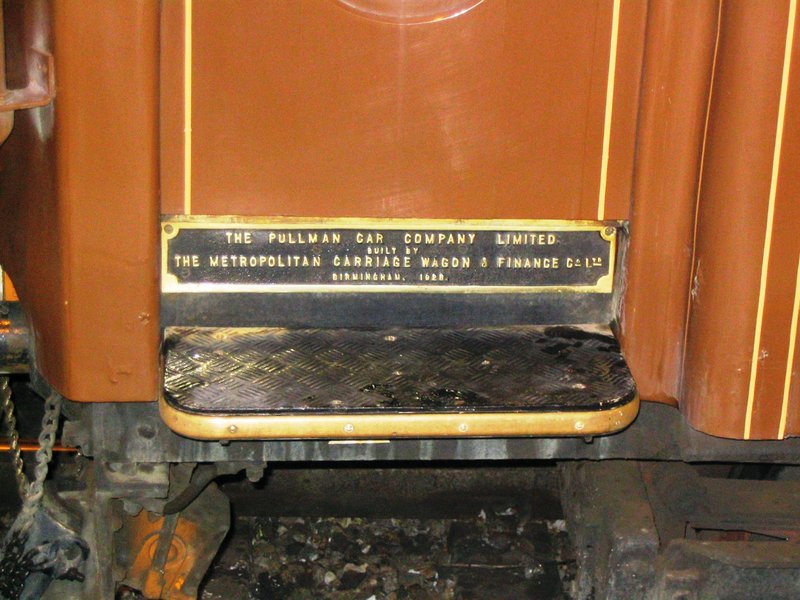 THE PULLMAN CAR COMPANY LIMITED
BUILT BY
THE METROPOLITAN CARRIAGE WAGON & FINANCE Co LTD
BIRMINGHAM. 1928.